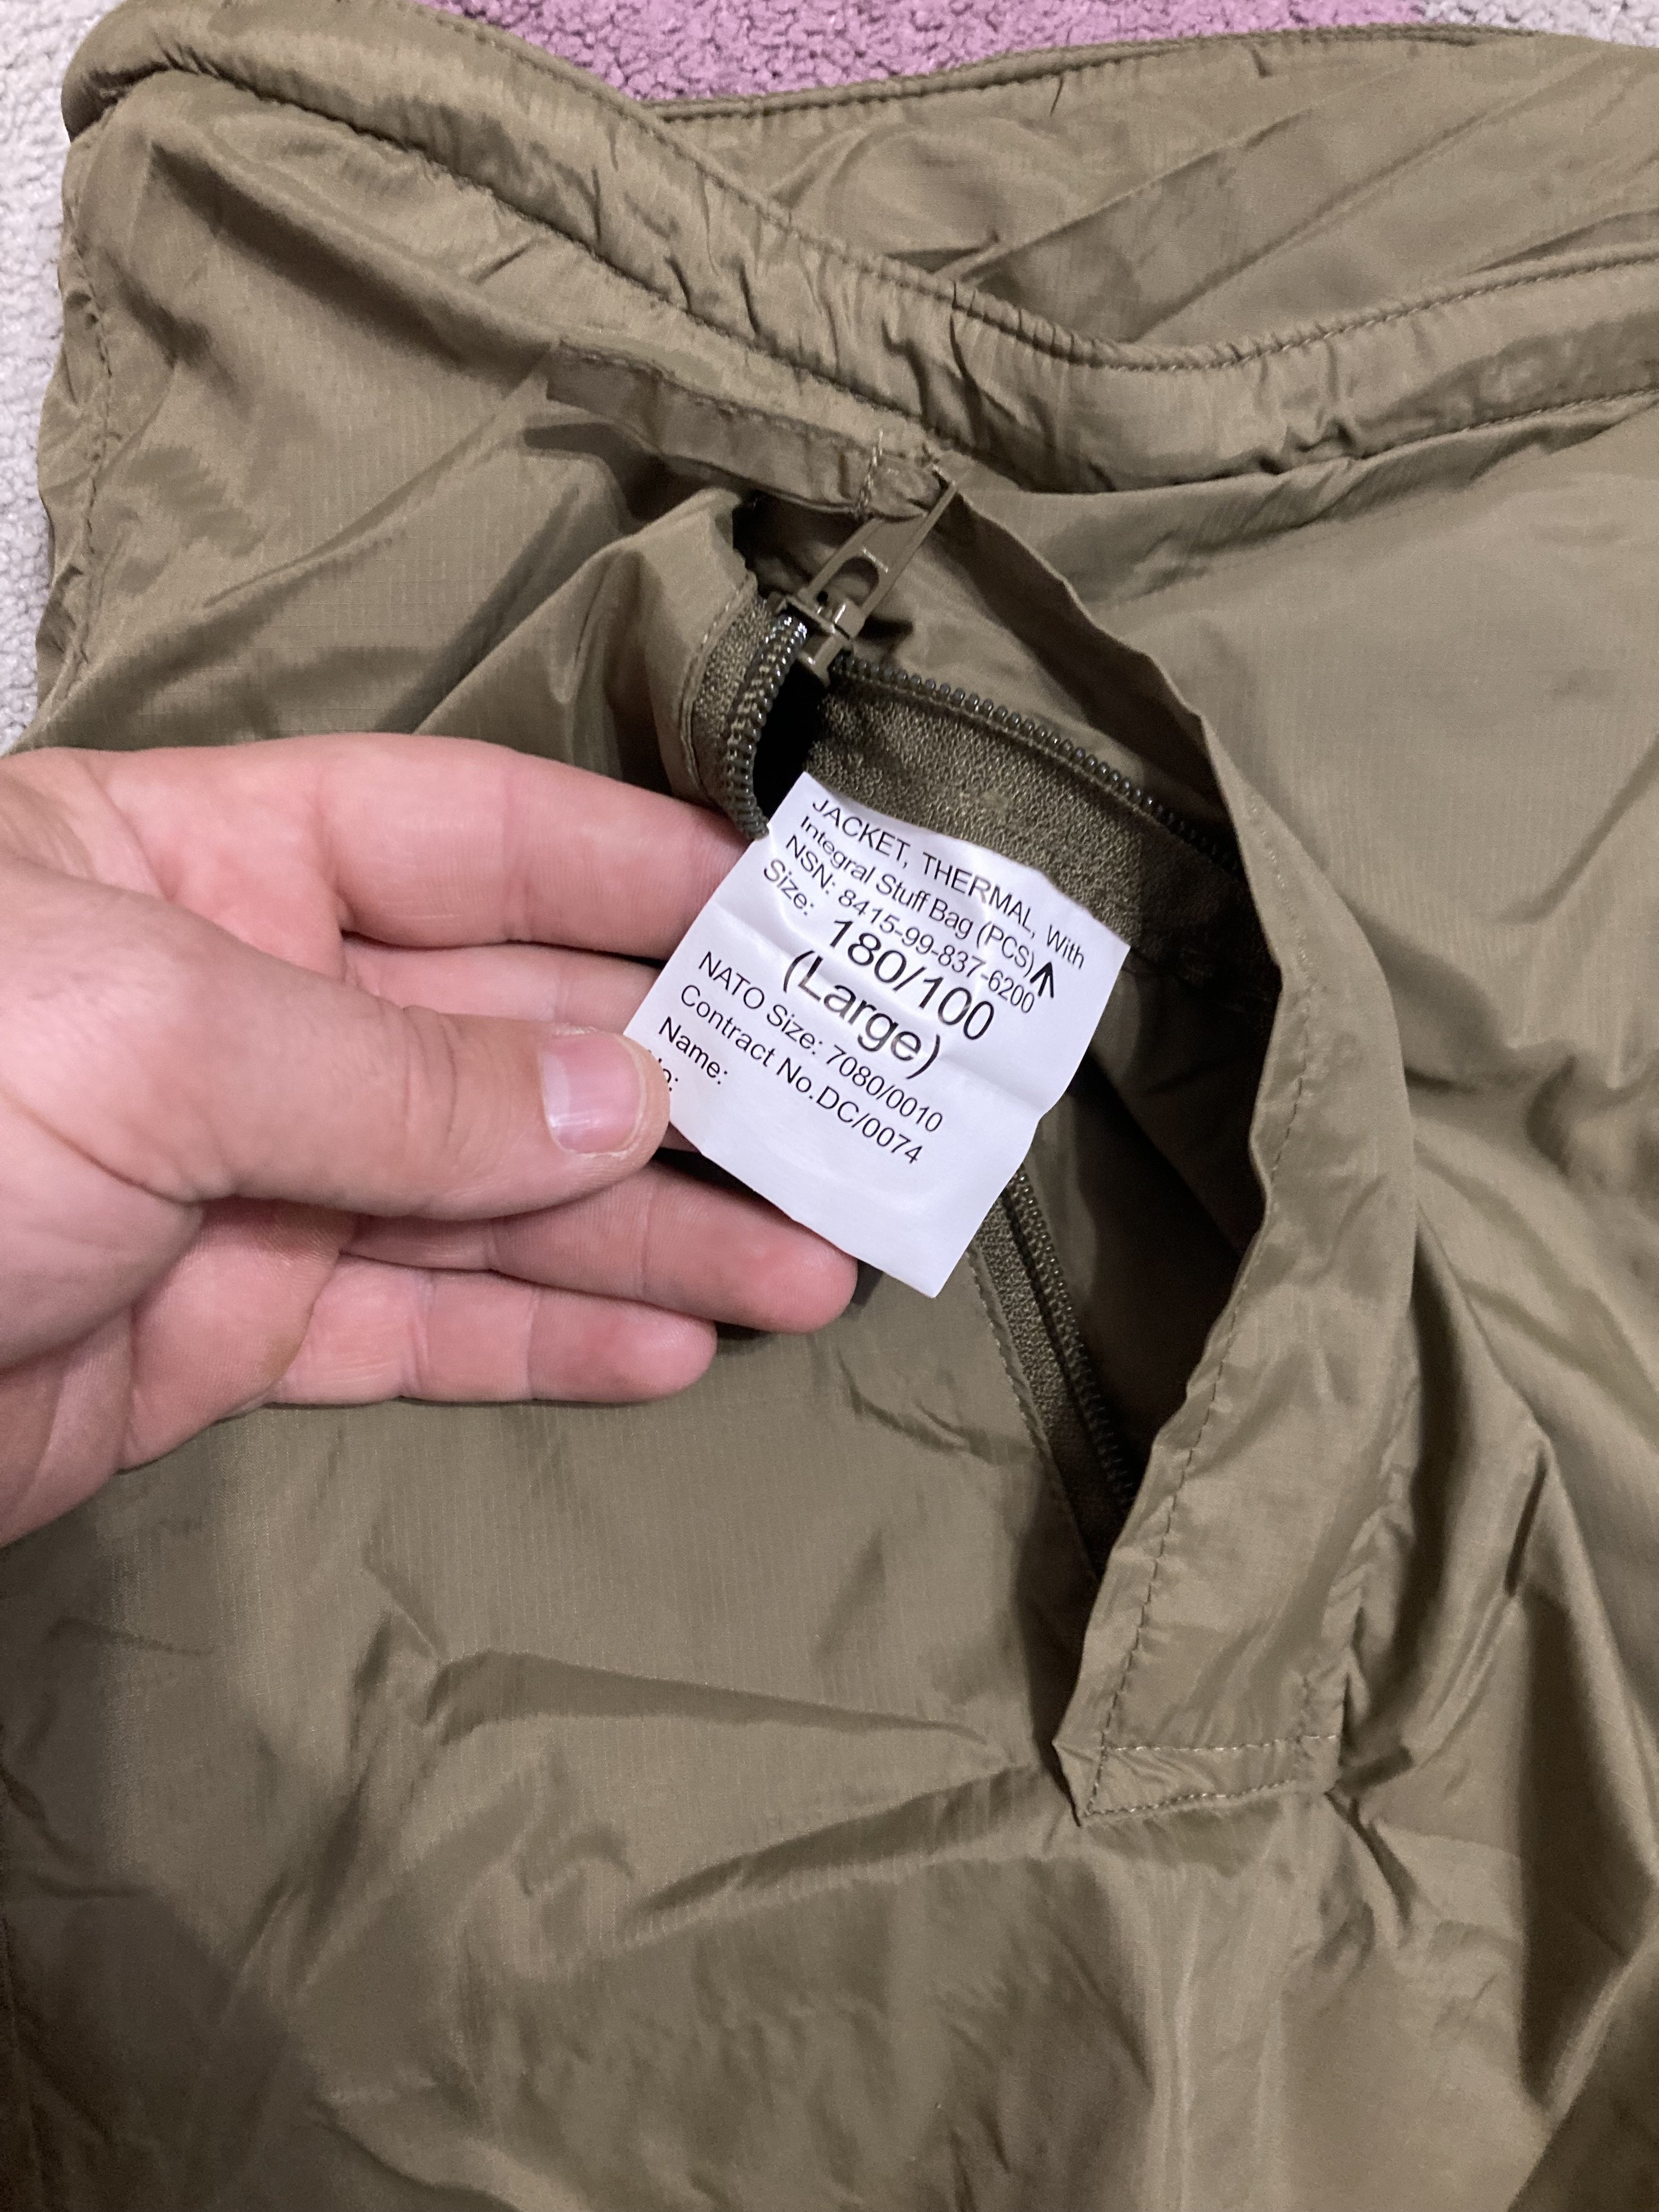 JACKET, THERMAL, With
Integral Stuff Bag (PCS)
NSN: 8415-99-837-6200
Size:
180/100
(Large)
NATO Size: 7080/0010
Contract No.DC/0074
Name: